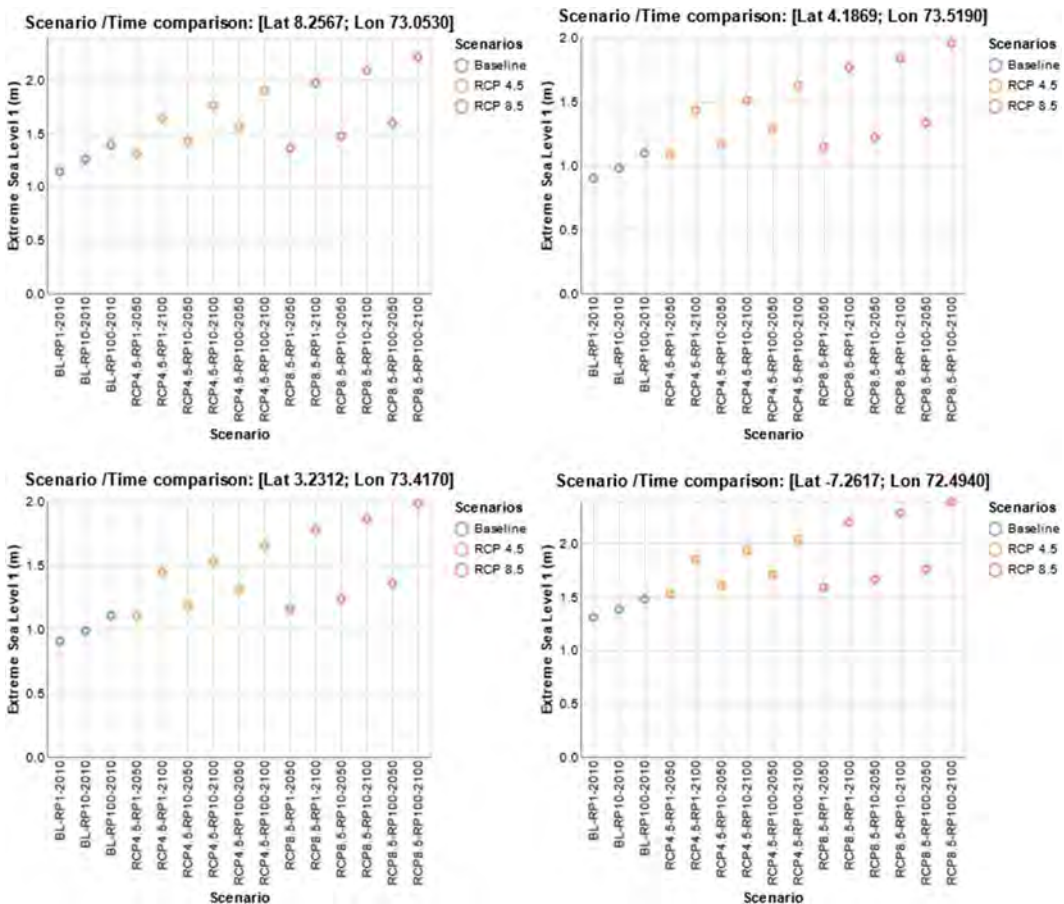 Scenario /Time comparison: [Lat 8.2567; Lon 73.0530]
Extreme Sea Level 1 (m)
2.0
1.5
1.0
0.5
0.0
BL-RP1-2010
BL-RP10-2010
BL-RP100-2010
RCP4.5-RP1-2050
RCP4.5-RP1-2100
RCP4.5-RP10-2050
RCP4.5-RP10-2100
RCP4.5-RP100-2050
RCP4.5-RP100-2100
RCP8.5-RP1-2050
RCP8.5-RP1-2100
RCP8.5-RP10-2050
RCP8.5-RP10-2100
RCP8.5-RP100-2050
RCP8.5-RP100-2100
Scenario
Scenarios
Baseline
RCP 4.5
RCP 8.5
Scenario /Time comparison: [Lat 4.1869; Lon 73.5190]
Extreme Sea Level 1 (m)
2.0
1.5
1.0
0.5
0.0
BL-RP1-2010
BL-RP10-2010
BL-RP100-2010
RCP4.5-RP1-2050
RCP4.5-RP1-2100
RCP4.5-RP10-2050
RCP4.5-RP10-2100
RCP4.5-RP100-2050
RCP4.5-RP100-2100
RCP8.5-RP1-2050
RCP8.5-RP1-2100
RCP8.5-RP10-2050
RCP8.5-RP10-2100
RCP8.5-RP100-2050
RCP8.5-RP100-2100
Scenario
Scenarios
Baseline
RCP 4.5
RCP 8.5
Scenario /Time comparison: [Lat 3.2312; Lon 73.4170]
Extreme Sea Level 1 (m)
2.0
1.5
1.0
0.5
0.0
BL-RP1-2010
BL-RP10-2010
BL-RP100-2010
RCP4.5-RP1-2050
RCP4.5-RP1-2100
RCP4.5-RP10-2050
RCP4.5-RP10-2100
RCP4.5-RP100-2050
RCP4.5-RP100-2100
RCP8.5-RP1-2050
RCP8.5-RP1-2100
RCP8.5-RP10-2050
RCP8.5-RP10-2100
RCP8.5-RP100-2050
RCP8.5-RP100-2100
Scenario
Scenarios
Baseline
RCP 4.5
RCP 8.5
Scenario /Time comparison: [Lat -7.2617; Lon 72.4940]
Extreme Sea Level 1 (m)
2.0
1.5
1.0
0.5
0.0
BL-RP1-2010
BL-RP10-2010
BL-RP100-2010
RCP4.5-RP1-2050
RCP4.5-RP1-2100
RCP4.5-RP10-2050
RCP4.5-RP10-2100
RCP4.5-RP100-2050
RCP4.5-RP100-2100
RCP8.5-RP1-2050
RCP8.5-RP1-2100
RCP8.5-RP10-2050
RCP8.5-RP10-2100
RCP8.5-RP100-2050
RCP8.5-RP100-2100
Scenario
Scenarios
Baseline
RCP 4.5
RCP 8.5